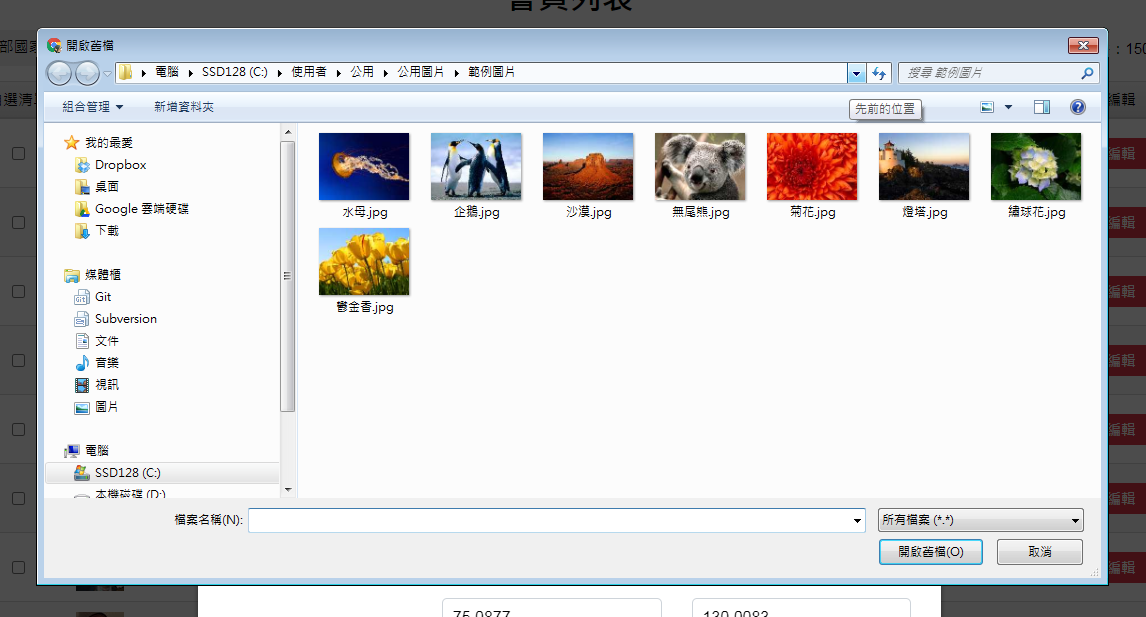 會員列表
開啟舊檔
電腦 SSD128 (C:) 使用者 公用 公用圖片 範例圖片
搜尋 範例圖片
：150
組合管理
新增資料夾
先前的位置
編輯
我的最愛
Dropbox
桌面
Google 雲端硬碟
下載
媒體櫃
Git
Subversion
文件
音樂
視訊
圖片
電腦
SSD128 (C:)
本機磁碟 (D:)
水母.jpg
企鵝.jpg
沙漠.jpg
無尾熊.jpg
菊花.jpg
燈塔.jpg
繡球花.jpg
鬱金香.jpg
編輯
編輯
編輯
編輯
編輯
編輯
編輯
檔案名稱(N):
所有檔案 (*.*)
開啟舊檔(O)
取消
75.0877
130.0083